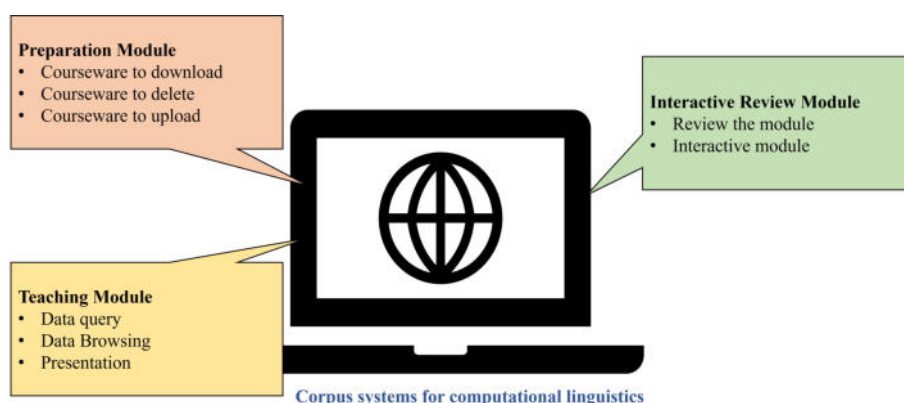 Preparation Module
• Courseware to download
• Courseware to delete
• Courseware to upload
Interactive Review Module
• Review the module
• Interactive module
Teaching Module
• Data query
• Data Browsing
• Presentation
Corpus systems for computational linguistics